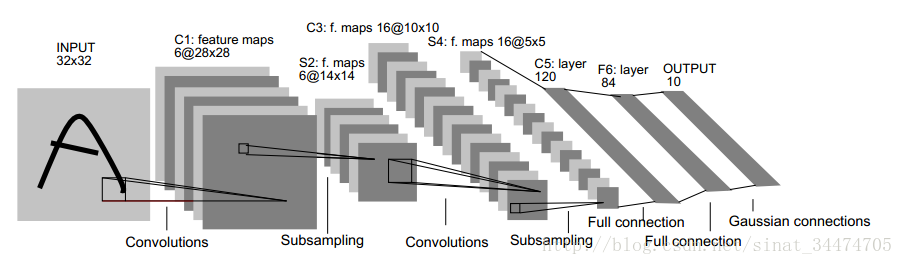 INPUT
32x32
C1: feature maps
6@28x28
S2: f. maps
6@14x14
C3: f. maps 16@10x10
S4: f. maps 16@5x5
C5: layer
120
F6: layer
84
OUTPUT
10
Convolutions
Subsampling
Convolutions
Subsampling
Full connection
Full connection
Gaussian connections
http://blog.csdn.net/sinat_34474705
A